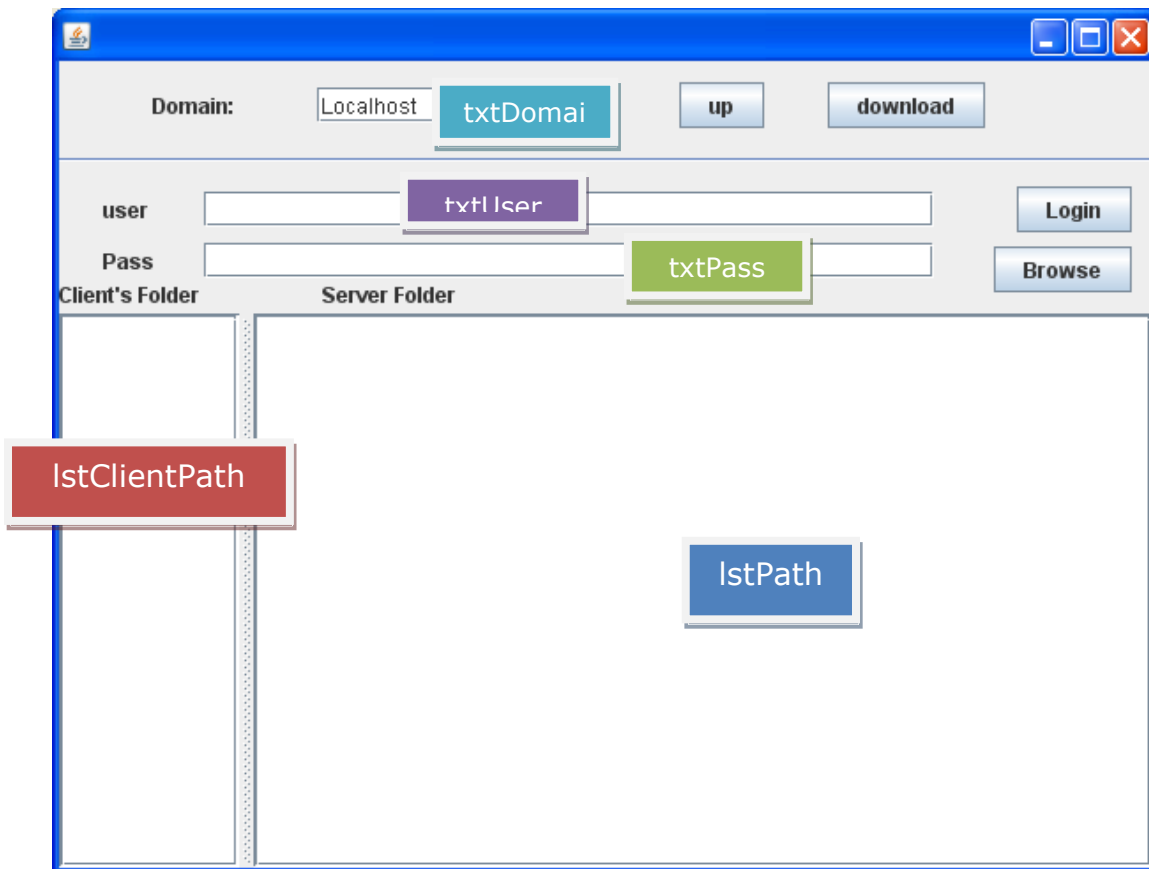 Domain: Localhost txtDomai up download
user txtUser Login
Pass txtPass Browse
Client's Folder Server Folder
lstClientPath
lstPath